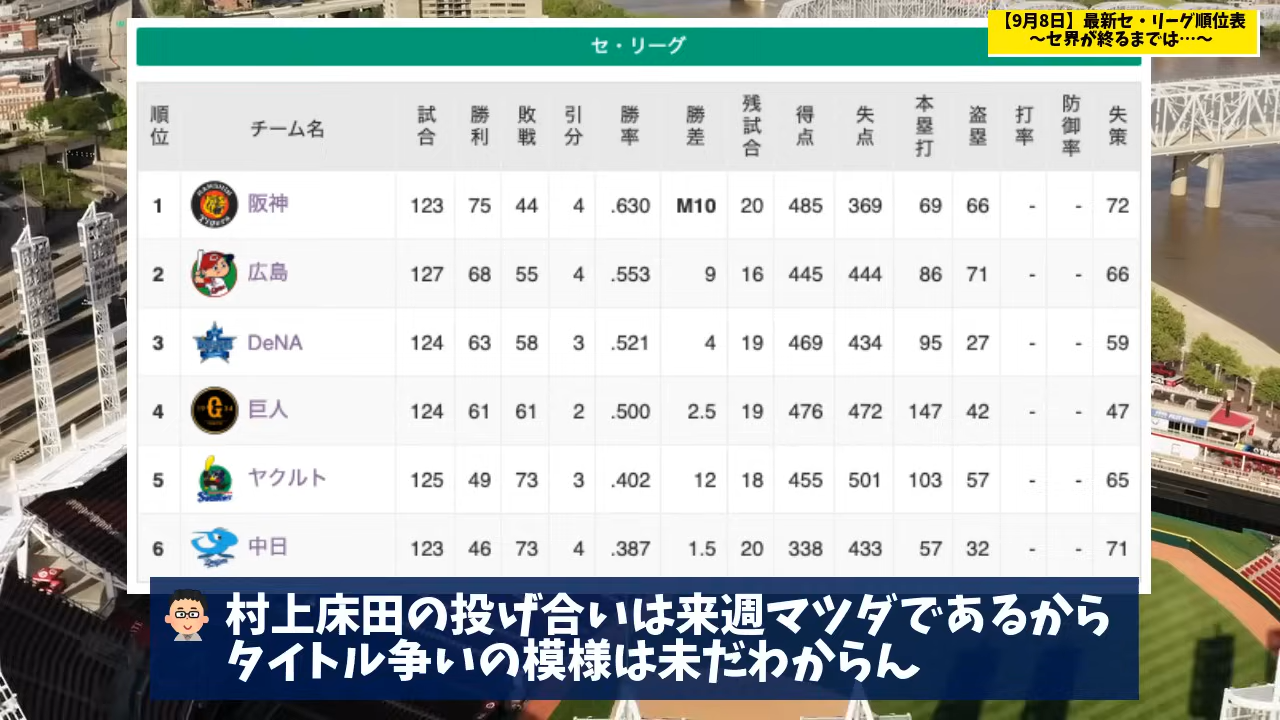 【9月8日】最新セ・リーグ順位表
～セ界が終るまでは…～
セ・リーグ
順位 チーム名 試合 勝利 敗戦 引分 勝率 勝差 残試合 得点 失点 本塁打 盗塁 打率 防御率 失策
1 阪神 123 75 44 4 .630 M10 20 485 369 69 66 - - 72
2 広島 127 68 55 4 .553 9 16 445 444 86 71 - - 66
3 DeNA 124 63 58 3 .521 4 19 469 434 95 27 - - 59
4 巨人 124 61 61 2 .500 2.5 19 476 472 147 42 - - 47
5 ヤクルト 125 49 73 3 .402 12 18 455 501 103 57 - - 65
6 中日 123 46 73 4 .387 1.5 20 338 433 57 32 - - 71
村上床田の投げ合いは来週マツダであるから
タイトル争いの模様は未だわからん